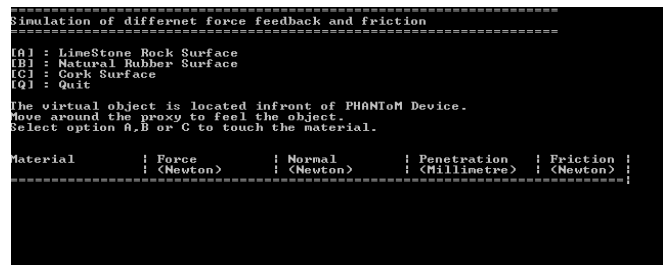 ==================================================================
Simulation of differnet force feedback and friction
==================================================================
[A] : LimeStone Rock Surface
[B] : Natural Rubber Surface
[C] : Cork Surface
[Q] : Quit
The virtual object is located infront of PHANToM Device.
Move around the proxy to feel the object.
Select option A,B or C to touch the material.
Material | Force | Normal | Penetration | Friction |
| (Newton) | (Newton) | (Millimetre) | (Newton) |
==========================================================================|